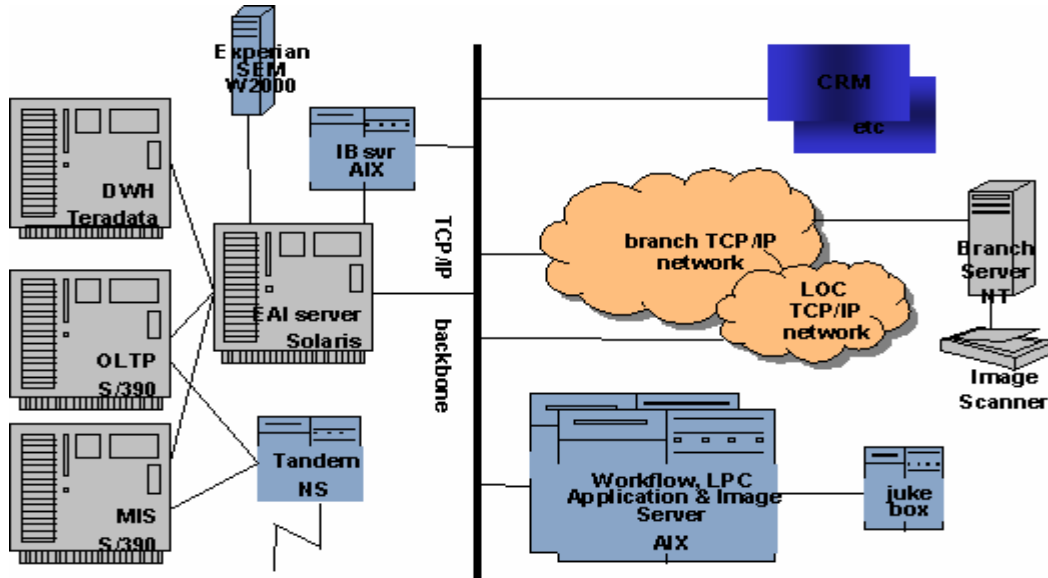 Experian
SEM
W2000
CRM
etc
IB svr
AIX
DWH
Teradata
TCP/IP
backbone
branch TCP/IP
network
Branch
Server
NT
LOC
TCP/IP
network
EAI server
Solaris
OLTP
S/390
Image
Scanner
Tandem
NS
Workflow, LPC
Application & Image
Server
AIX
juke
box
MIS
S/390